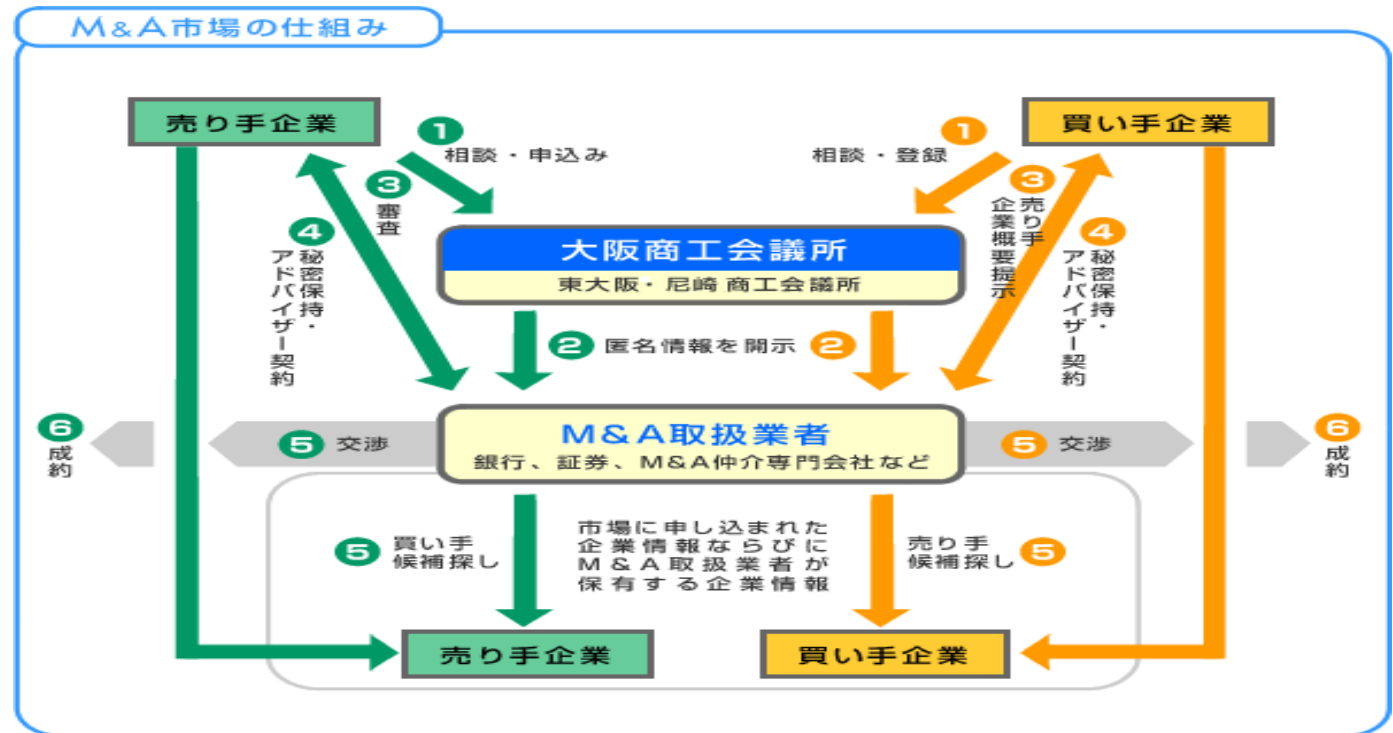 M&A市場の仕組み
売り手企業
買い手企業
1
相談・申込み
1
相談・登録
3
審査
3
売り手
企業概要提示
4
秘密保持・
アドバイザー契約
4
秘密保持・
アドバイザー契約
大阪商工会議所
東大阪・尼崎 商工会議所
2 匿名情報を開示 2
M&A取扱業者
銀行、証券、M&A仲介専門会社など
6
成約
5 交渉
5 交渉
6
成約
5
買い手
候補探し
市場に申し込まれた
企業情報ならびに
M&A取扱業者が
保有する企業情報
売り手
候補探し
5
売り手企業
買い手企業